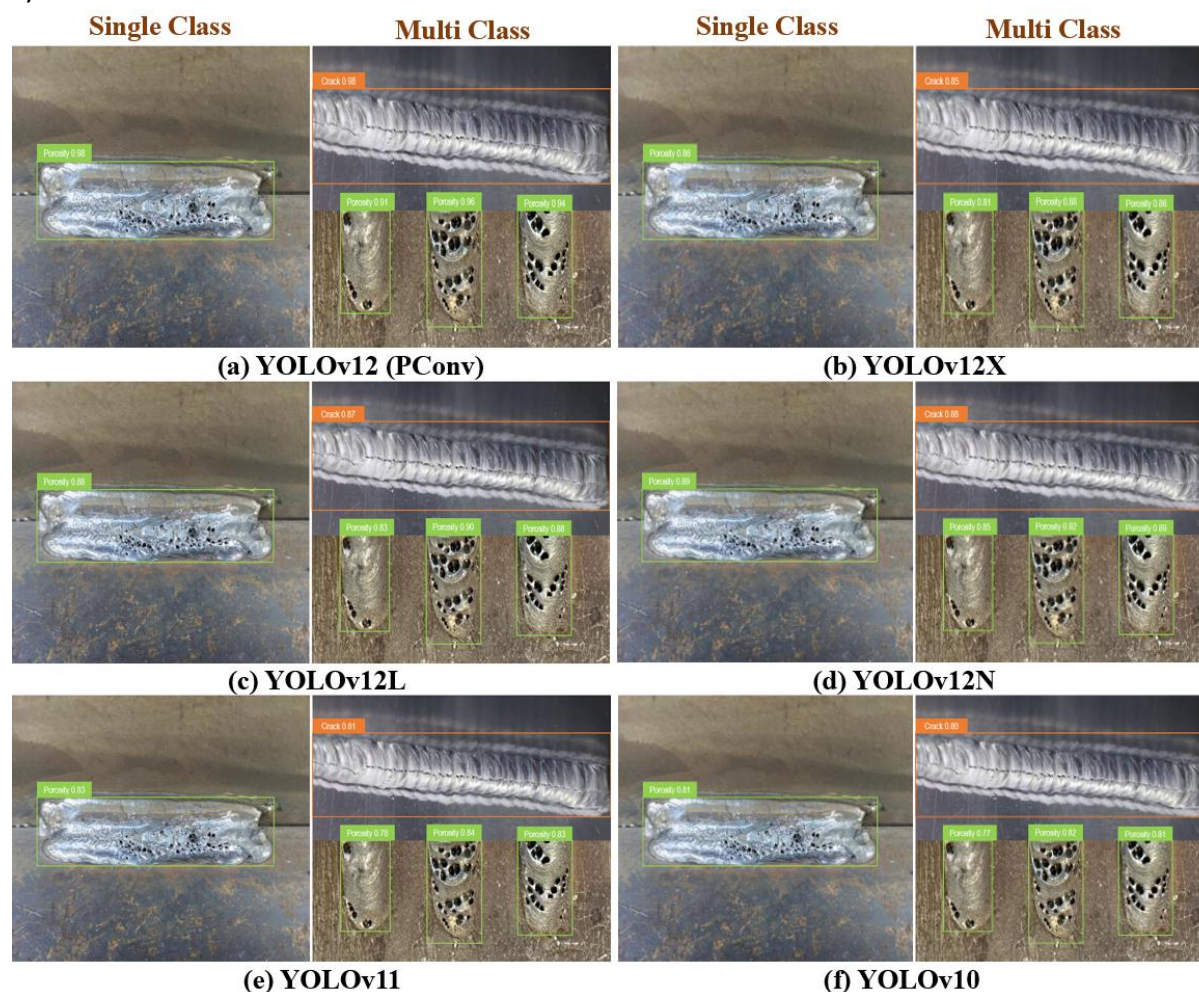 Single Class
Multi Class
Single Class
Multi Class
Crack 0.98
Crack 0.85
Porosity 0.98
Porosity 0.86
Porosity 0.91
Porosity 0.96
Porosity 0.94
Porosity 0.81
Porosity 0.88
Porosity 0.86
(a) YOLOv12 (PConv)
(b) YOLOv12X
Crack 0.87
Crack 0.88
Porosity 0.88
Porosity 0.89
Porosity 0.83
Porosity 0.90
Porosity 0.88
Porosity 0.85
Porosity 0.92
Porosity 0.89
(c) YOLOv12L
(d) YOLOv12N
Crack 0.81
Crack 0.80
Porosity 0.83
Porosity 0.81
Porosity 0.78
Porosity 0.84
Porosity 0.83
Porosity 0.77
Porosity 0.82
Porosity 0.81
(e) YOLOv11
(f) YOLOv10